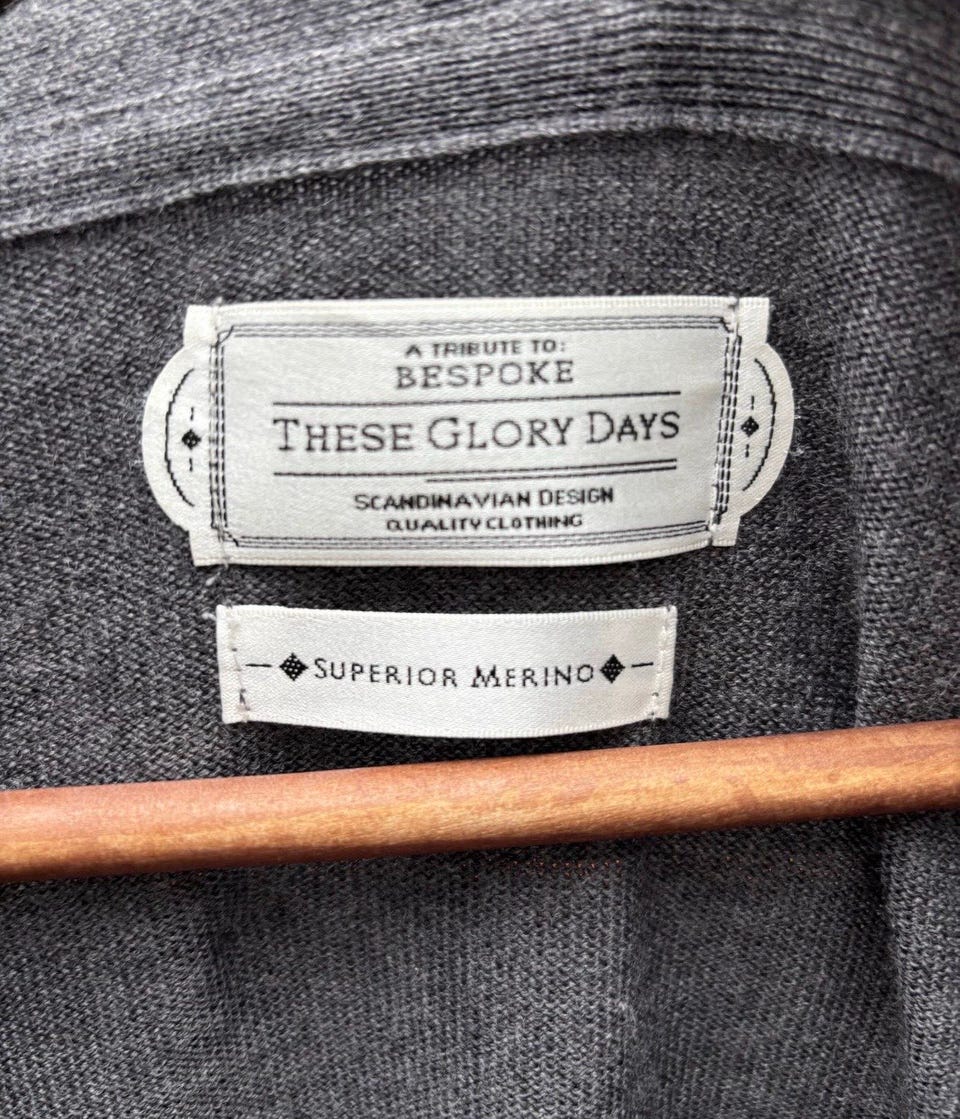 A TRIBUTE TO:
BESPOKE
THESE GLORY DAYS
SCANDINAVIAN DESIGN
QUALITY CLOTHING
SUPERIOR MERINO